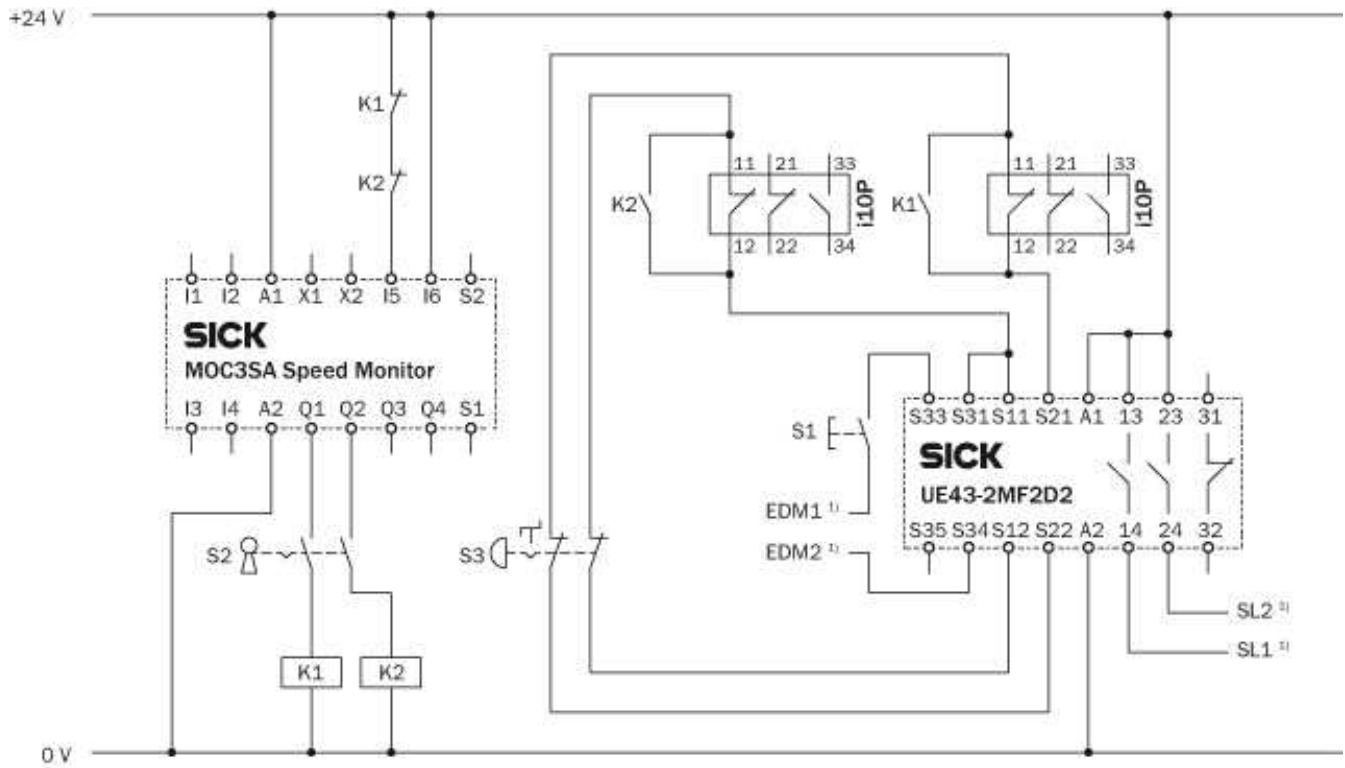 +24 V
K1
K2
K2
11 21 33
12 22 34
i10P
K1
11 21 33
12 22 34
i10P
I1 I2 A1 X1 X2 I5 I6 S2
SICK
MOC3SA Speed Monitor
I3 I4 A2 Q1 Q2 Q3 Q4 S1
S33 S31 S11 S21 A1 13 23 31
SICK
UE43-2MF2D2
S35 S34 S12 S22 A2 14 24 32
S1
EDM1 ¹⁾
EDM2 ¹⁾
S2
S3
SL2 ¹⁾
SL1 ¹⁾
K1
K2
0 V